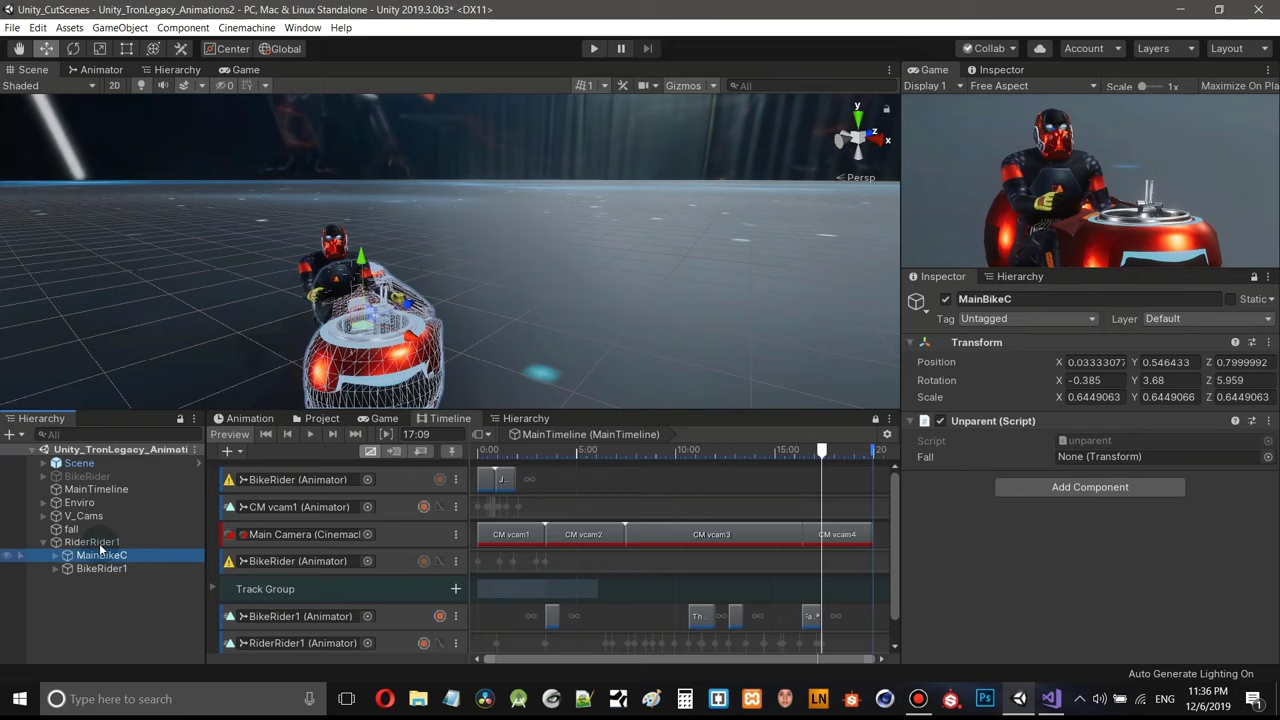 Unity_CutScenes - Unity_TronLegacy_Animations2 - PC, Mac & Linux Standalone - Unity 2019.3.0b3* <DX11>
File Edit Assets GameObject Component Cinemachine Window Help
Center Global Collab Account Layers Layout
Scene Animator Hierarchy Game Game Inspector
Shaded 2D 0 1 Gizmos All Display 1 Free Aspect Scale 1x Maximize On Pla
y
z
x
Persp
Inspector Hierarchy
MainBikeC Static
Tag Untagged Layer Default
Transform
Position X 0.03333077 Y 0.546433 Z 0.7999992
Rotation X -0.385 Y 3.68 Z 5.959
Scale X 0.6449063 Y 0.6449066 Z 0.6449063
Unparent (Script)
Script unparent
Fall None (Transform)
Add Component
Hierarchy
All
Unity_TronLegacy_Animati
Scene
BikeRider
MainTimeline
Enviro
V_Cams
fall
RiderRider1
MainBikeC
BikeRider1
Animation Project Game Timeline Hierarchy
Preview 17:09 MainTimeline (MainTimeline)
0:00 5:00 10:00 15:00 20
BikeRider (Animator) J...
CM vcam1 (Animator)
Main Camera (Cinemac CM vcam1 CM vcam2 CM vcam3 CM vcam4
BikeRider (Animator)
Track Group
BikeRider1 (Animator) Th...
RiderRider1 (Animator)
Auto Generate Lighting On
Type here to search LN ENG 11:36 PM
12/6/2019